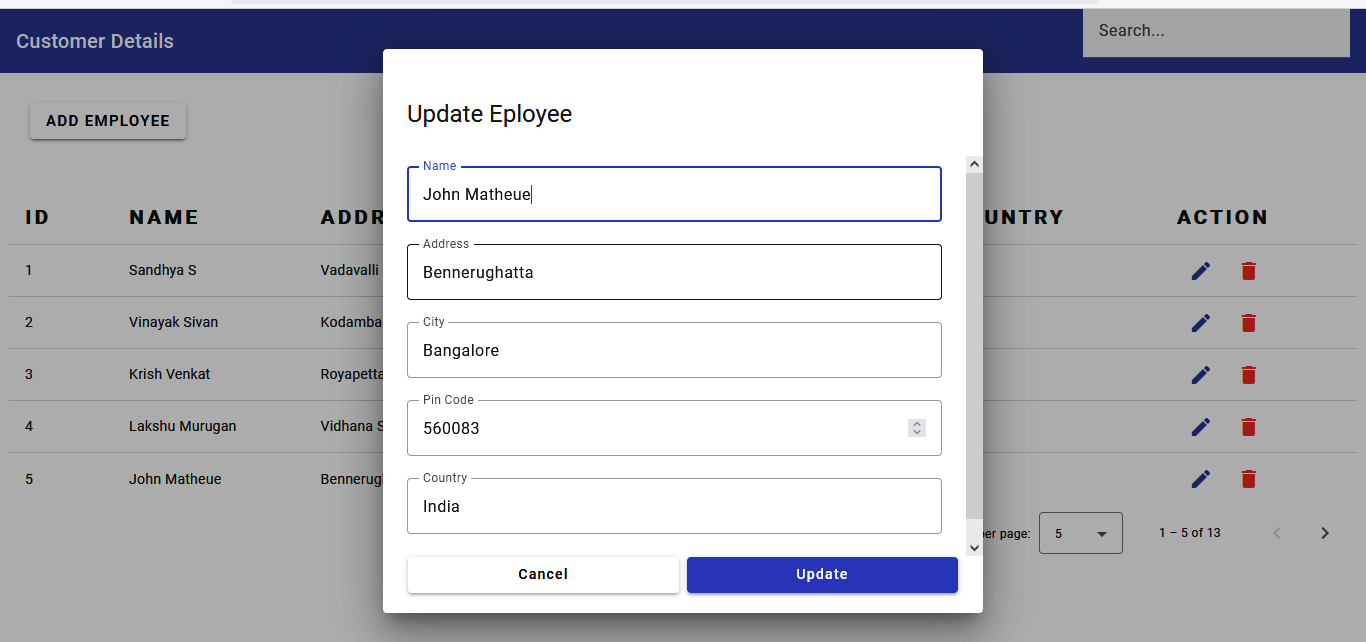 Customer Details
Search...
ADD EMPLOYEE
Update Eployee
Name
John Matheue
Address
Bennerughatta
City
Bangalore
Pin Code
560083
Country
India
Cancel
Update
ID NAME ADDR UNTRY ACTION
1 Sandhya S Vadavalli
2 Vinayak Sivan Kodamba
3 Krish Venkat Royapetta
4 Lakshu Murugan Vidhana S
5 John Matheue Bennerug
per page: 5 1 – 5 of 13